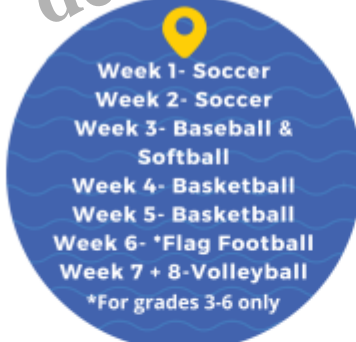 Week 1- Soccer
Week 2- Soccer
Week 3- Baseball &
Softball
Week 4- Basketball
Week 5- Basketball
Week 6- *Flag Football
Week 7 + 8-Volleyball
*For grades 3-6 only